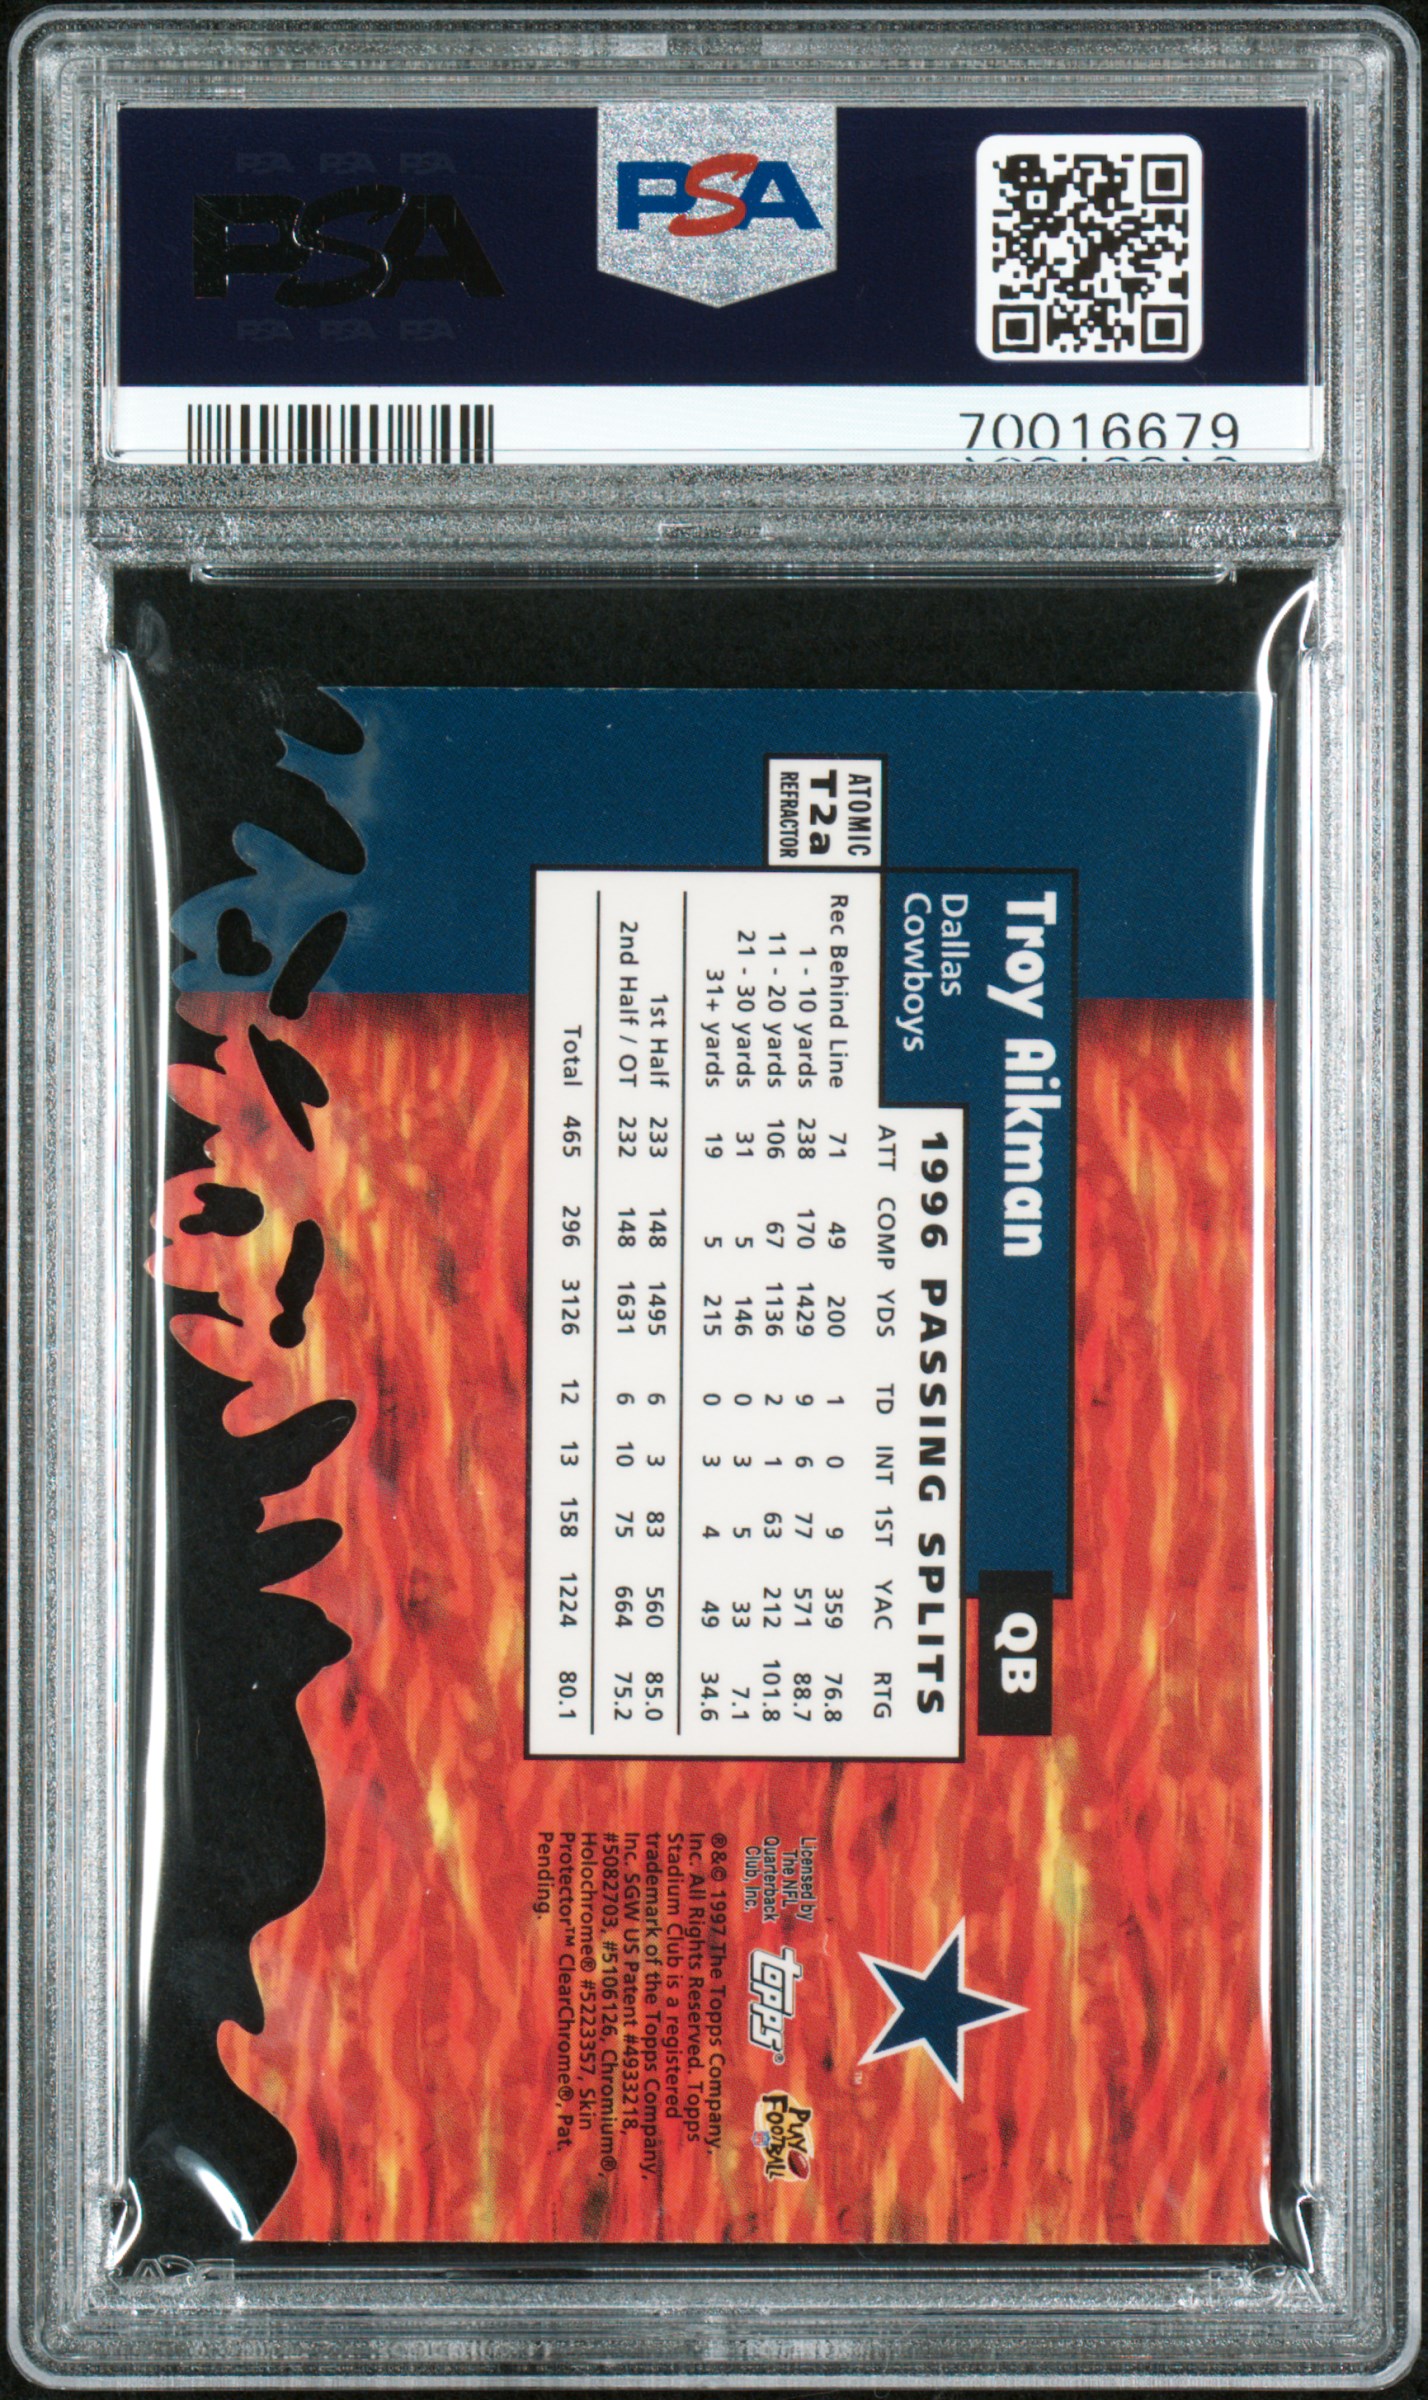 PSA PSA PSA
PSA
PSA PSA PSA
PSA
70016679
ATOMIC
T2a
REFRACTOR
Troy Aikman
QB
Dallas
Cowboys
1996 PASSING SPLITS
ATT COMP YDS TD INT 1ST YAC RTG
Rec Behind Line 71 49 200 1 0 9 359 76.8
1 - 10 yards 238 170 1429 9 6 77 571 88.7
11 - 20 yards 106 67 1136 2 1 63 212 101.8
21 - 30 yards 31 5 146 0 3 5 33 7.1
31+ yards 19 5 215 0 3 4 49 34.6
1st Half 233 148 1495 6 3 83 560 85.0
2nd Half / OT 232 148 1631 6 10 75 664 75.2
Total 465 296 3126 12 13 158 1224 80.1
TM
Licensed by
The NFL
Quarterback
Club, Inc.
topps®
PLAY
FOOTBALL
®&© 1997 The Topps Company,
Inc. All Rights Reserved. Topps
Stadium Club is a registered
trademark of the Topps Company,
Inc. SGW US Patent #4933218,
#5082703, #5106126, Chromium®,
Holochrome® #5223357, Skin
Protector™ ClearChrome®, Pat.
Pending.
PSA